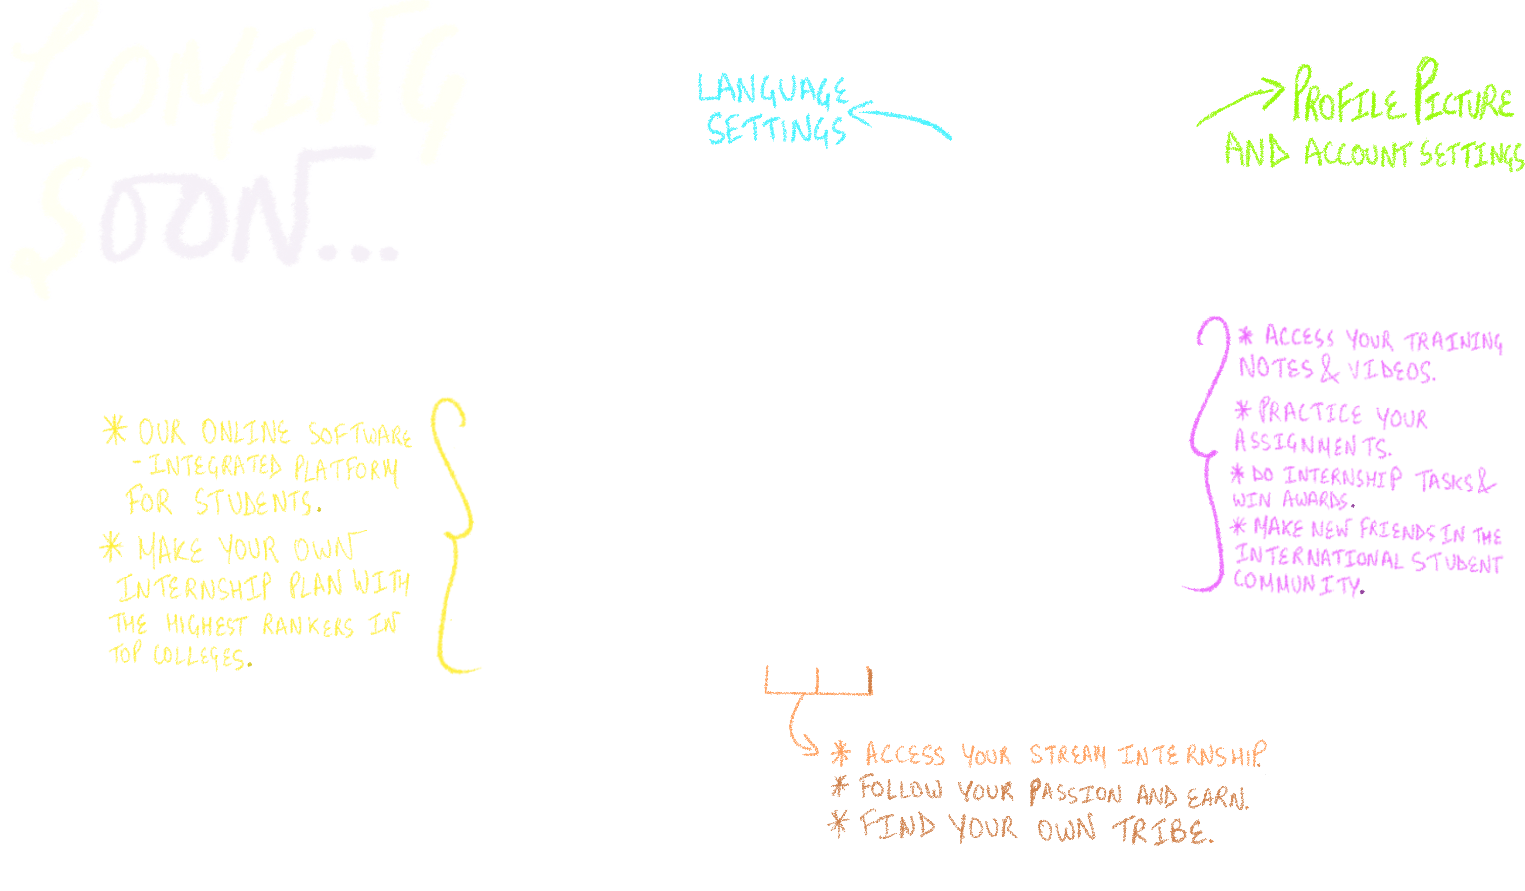 COMING
SOON...
LANGUAGE
SETTINGS
PROFILE PICTURE
AND ACCOUNT SETTINGS
* OUR ONLINE SOFTWARE
- INTEGRATED PLATFORM
FOR STUDENTS.
* MAKE YOUR OWN
INTERNSHIP PLAN WITH
THE HIGHEST RANKERS IN
TOP COLLEGES.
* ACCESS YOUR TRAINING
NOTES & VIDEOS.
* PRACTICE YOUR
ASSIGNMENTS.
* DO INTERNSHIP TASKS &
WIN AWARDS.
* MAKE NEW FRIENDS IN THE
INTERNATIONAL STUDENT
COMMUNITY.
* ACCESS YOUR STREAM INTERNSHIP.
* FOLLOW YOUR PASSION AND EARN.
* FIND YOUR OWN TRIBE.